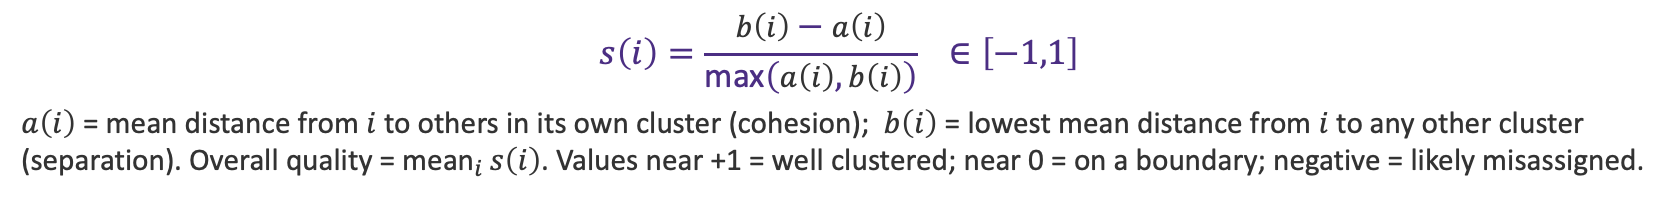 s(i) = b(i) − a(i) / max(a(i), b(i)) ∈ [−1,1]
a(i) = mean distance from i to others in its own cluster (cohesion); b(i) = lowest mean distance from i to any other cluster
(separation). Overall quality = meanᵢ s(i). Values near +1 = well clustered; near 0 = on a boundary; negative = likely misassigned.